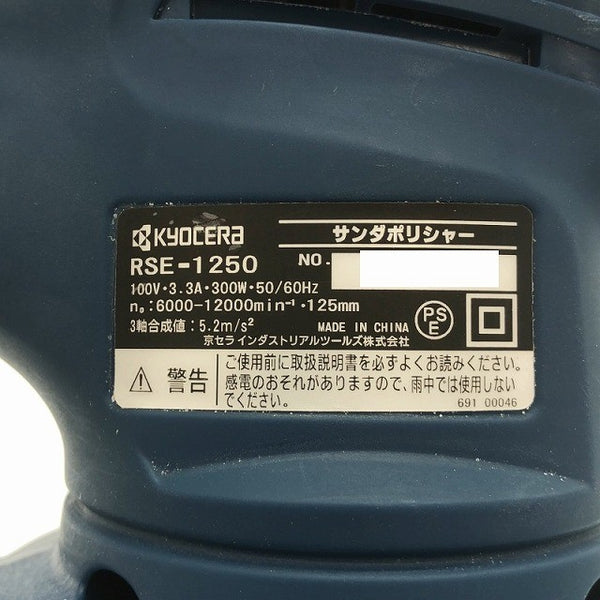 KYOCERA サンダポリシャー
RSE-1250 NO.
100V・3.3A・300W・50/60Hz
n₀:6000-12000min⁻¹・125mm
3軸合成値：5.2m/s² MADE IN CHINA
京セラインダストリアルツールズ株式会社
PS
E
警告
ご使用前に取扱説明書を必ずよくお読みください。
感電のおそれがありますので、雨中では使用しない
でください。
691 00046